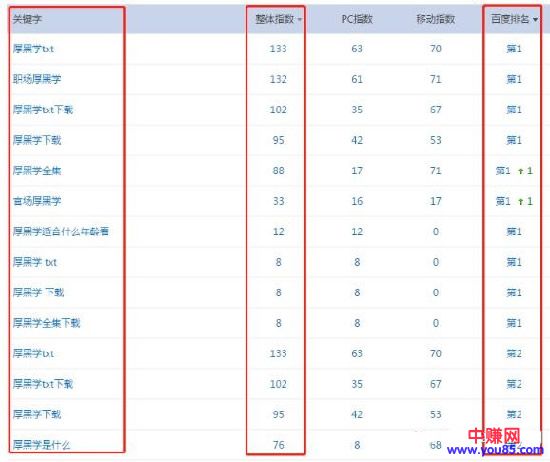 关键字 整体指数 PC指数 移动指数 百度排名
厚黑学txt 133 63 70 第1
职场厚黑学 132 61 71 第1
厚黑学txt下载 102 35 67 第1
厚黑学下载 95 42 53 第1
厚黑学全集 88 17 71 第1 ↑1
官场厚黑学 33 16 17 第1 ↑1
厚黑学适合什么年龄看 12 12 0 第1
厚黑学 txt 8 8 0 第1
厚黑学 下载 8 8 0 第1
厚黑学全集下载 8 8 0 第1
厚黑学txt 133 63 70 第2
厚黑学txt下载 102 35 67 第2
厚黑学下载 95 42 53 第2
厚黑学是什么 76 8 68
中赚网
www.you85.com